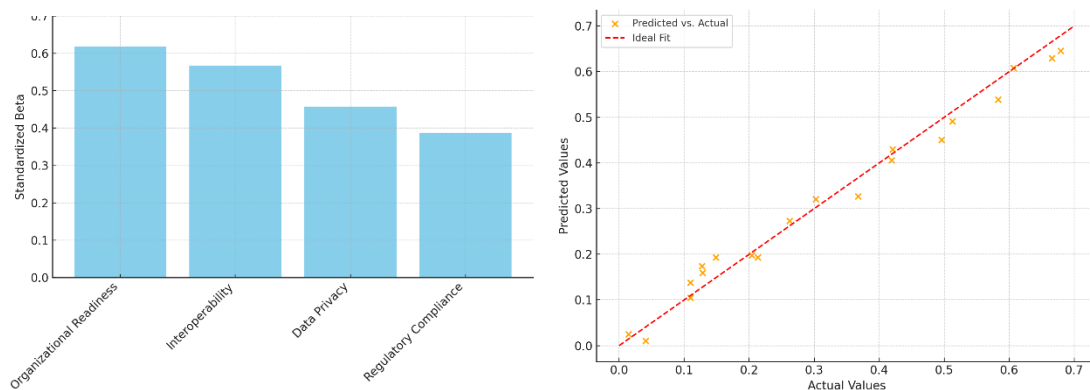 0.7
0.6
0.5
0.4
0.3
0.2
0.1
0.0
Standardized Beta
Organizational Readiness
Interoperability
Data Privacy
Regulatory Compliance
Predicted vs. Actual
Ideal Fit
0.7
0.6
0.5
0.4
0.3
0.2
0.1
0.0
Predicted Values
0.0 0.1 0.2 0.3 0.4 0.5 0.6 0.7
Actual Values